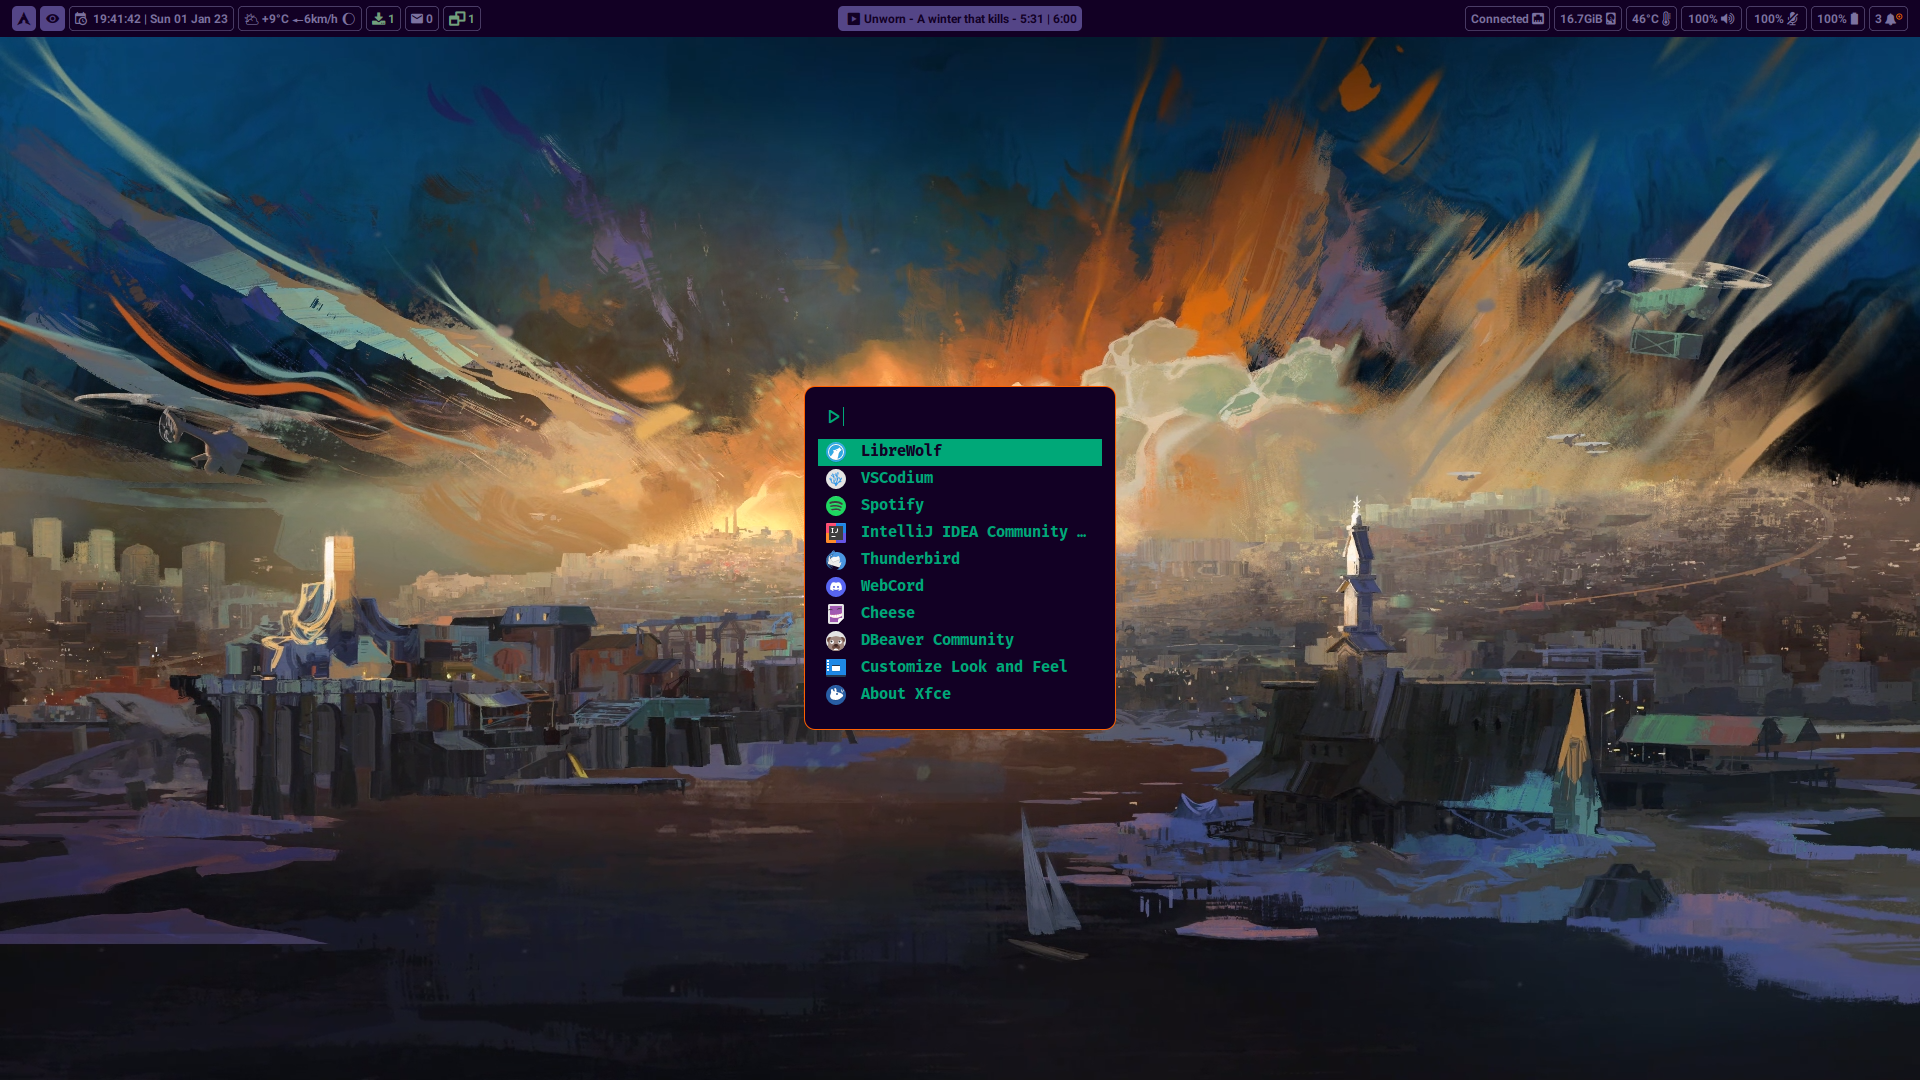 19:41:42 | Sun 01 Jan 23
+9°C ←6km/h
1
0
1
Unworn - A winter that kills - 5:31 | 6:00
Connected
16.7GiB
46°C
100%
100%
100%
3
LibreWolf
VSCodium
Spotify
IntelliJ IDEA Community …
Thunderbird
WebCord
Cheese
DBeaver Community
Customize Look and Feel
About Xfce